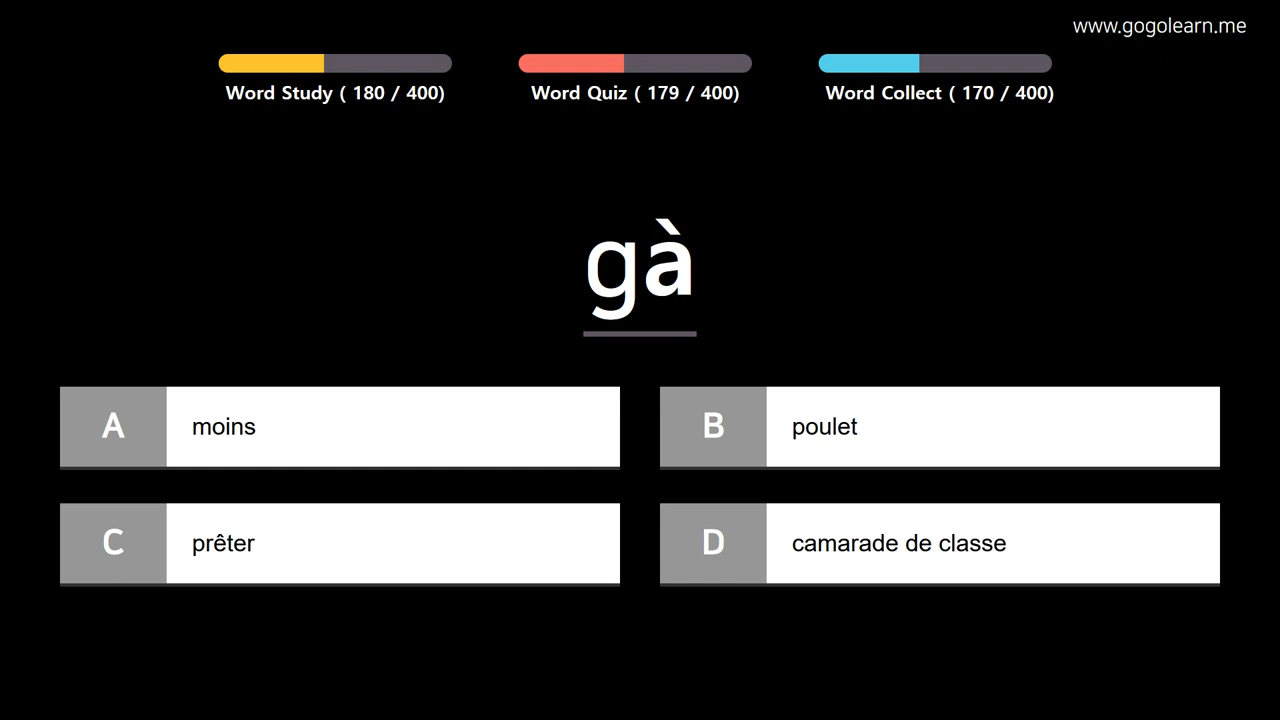 www.gogolearn.me
Word Study ( 180 / 400)
Word Quiz ( 179 / 400)
Word Collect ( 170 / 400)
gà
A moins
B poulet
C prêter
D camarade de classe